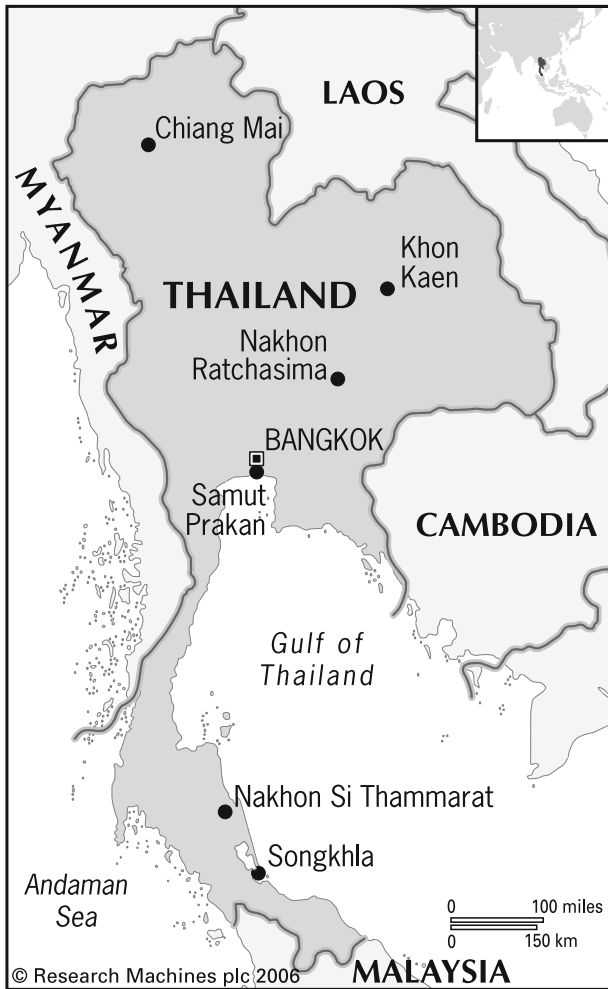 LAOS
Chiang Mai
MYANMAR
Khon
Kaen
THAILAND
Nakhon
Ratchasima
BANGKOK
Samut
Prakan
CAMBODIA
Gulf of
Thailand
Nakhon Si Thammarat
Songkhla
Andaman
Sea
0 100 miles
0 150 km
© Research Machines plc 2006
MALAYSIA